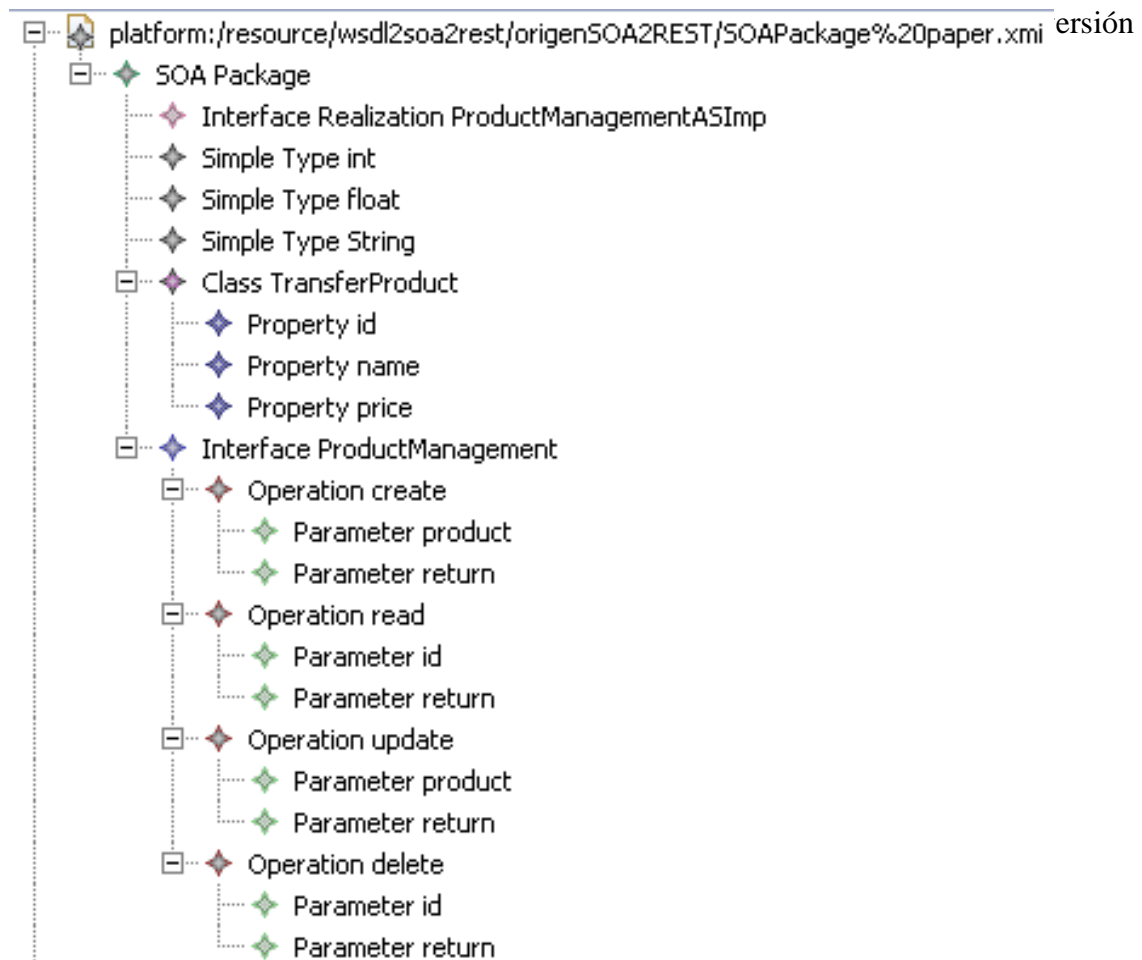 platform:/resource/wsdl2soa2rest/origenSOA2REST/SOAPackage%20paper.xmi ersión
SOA Package
Interface Realization ProductManagementASImp
Simple Type int
Simple Type float
Simple Type String
Class TransferProduct
Property id
Property name
Property price
Interface ProductManagement
Operation create
Parameter product
Parameter return
Operation read
Parameter id
Parameter return
Operation update
Parameter product
Parameter return
Operation delete
Parameter id
Parameter return